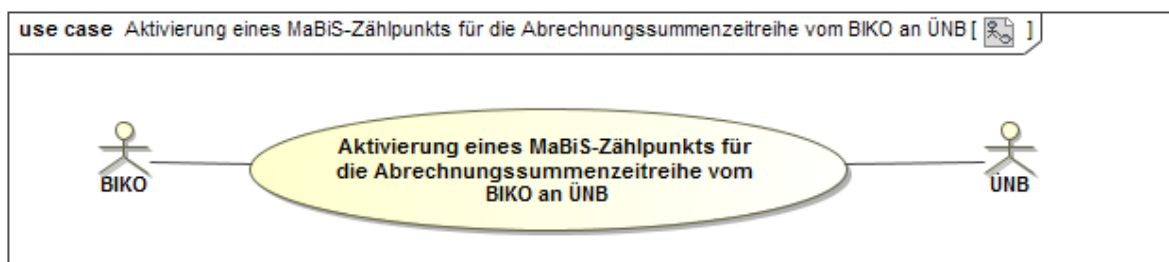 use case Aktivierung eines MaBiS-Zählpunkts für die Abrechnungssummenzeitreihe vom BIKO an ÜNB [ ]
Aktivierung eines MaBiS-Zählpunkts für
die Abrechnungssummenzeitreihe vom
BIKO an ÜNB
BIKO
ÜNB